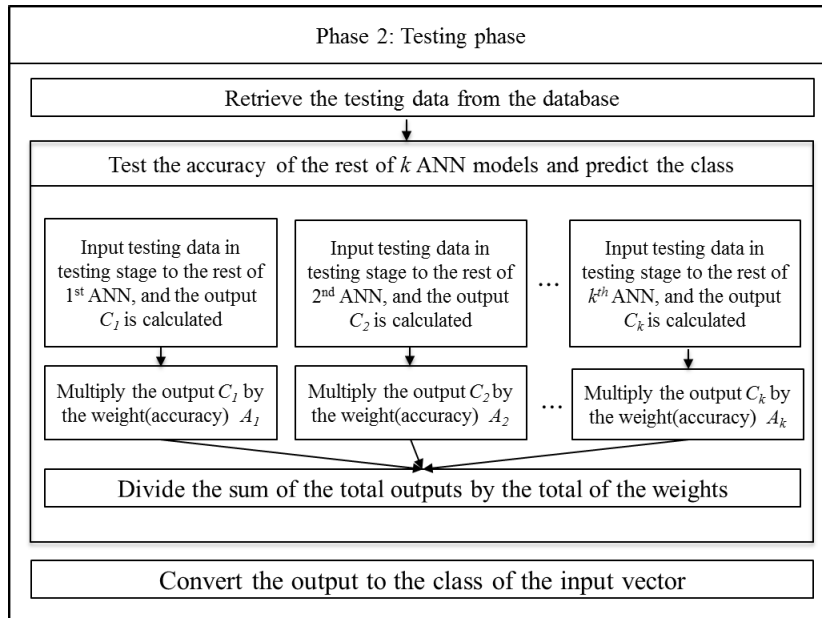 Phase 2: Testing phase
Retrieve the testing data from the database
Test the accuracy of the rest of k ANN models and predict the class
Input testing data in
testing stage to the rest of
1st ANN, and the output
C1 is calculated
Input testing data in
testing stage to the rest of
2nd ANN, and the output
C2 is calculated
...
Input testing data in
testing stage to the rest of
kth ANN, and the output
Ck is calculated
Multiply the output C1 by
the weight(accuracy) A1
Multiply the output C2 by
the weight(accuracy) A2
...
Multiply the output Ck by
the weight(accuracy) Ak
Divide the sum of the total outputs by the total of the weights
Convert the output to the class of the input vector